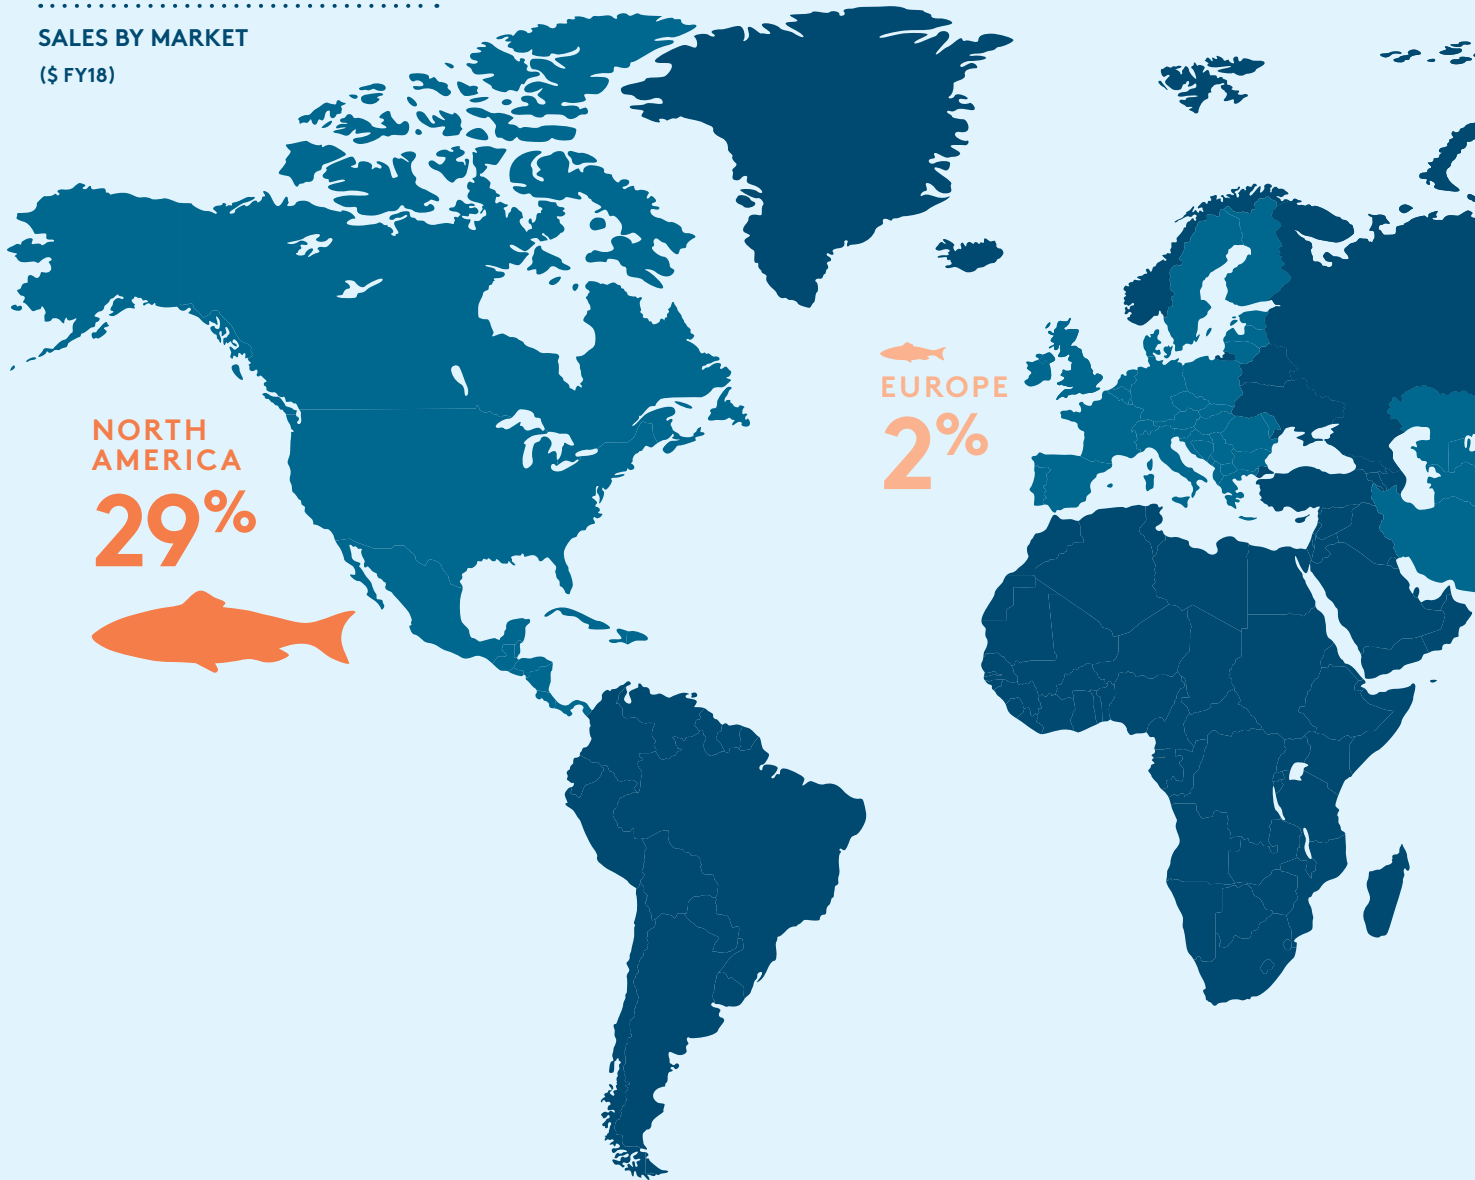 SALES BY MARKET
($ FY18)
NORTH
AMERICA
29%
EUROPE
2%